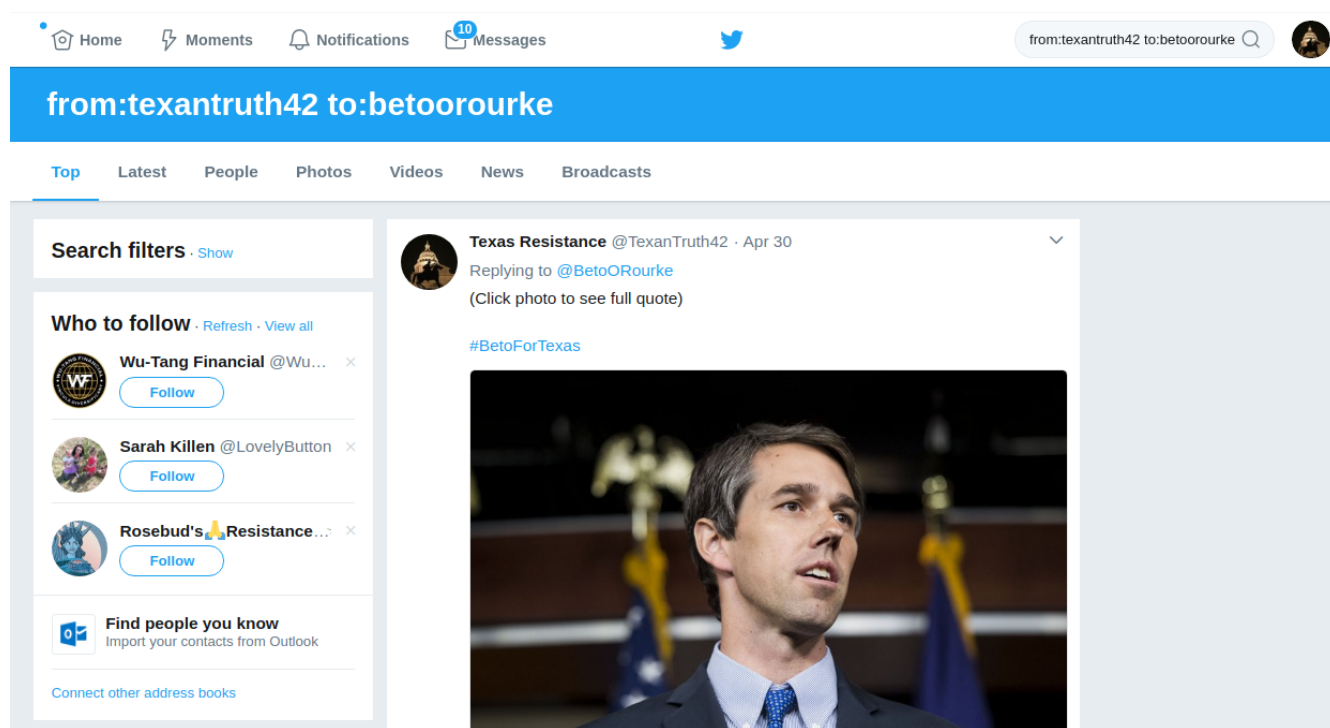 Home Moments Notifications 10 Messages from:texantruth42 to:betoorourke
from:texantruth42 to:betoorourke
Top Latest People Photos Videos News Broadcasts
Search filters · Show
Who to follow · Refresh · View all
Wu-Tang Financial @Wu...
WF
Follow
Sarah Killen @LovelyButton
Follow
Rosebud's🙏Resistance...
Follow
Find people you know
Import your contacts from Outlook
Connect other address books
Texas Resistance @TexanTruth42 · Apr 30
Replying to @BetoORourke
(Click photo to see full quote)
#BetoForTexas